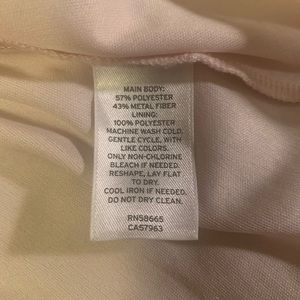 MAIN BODY:
57% POLYESTER
43% METAL FIBER
LINING:
100% POLYESTER
MACHINE WASH COLD,
GENTLE CYCLE, WITH
LIKE COLORS.
ONLY NON-CHLORINE
BLEACH IF NEEDED.
RESHAPE, LAY FLAT
TO DRY.
COOL IRON IF NEEDED.
DO NOT DRY CLEAN.
RN58665
CA57963